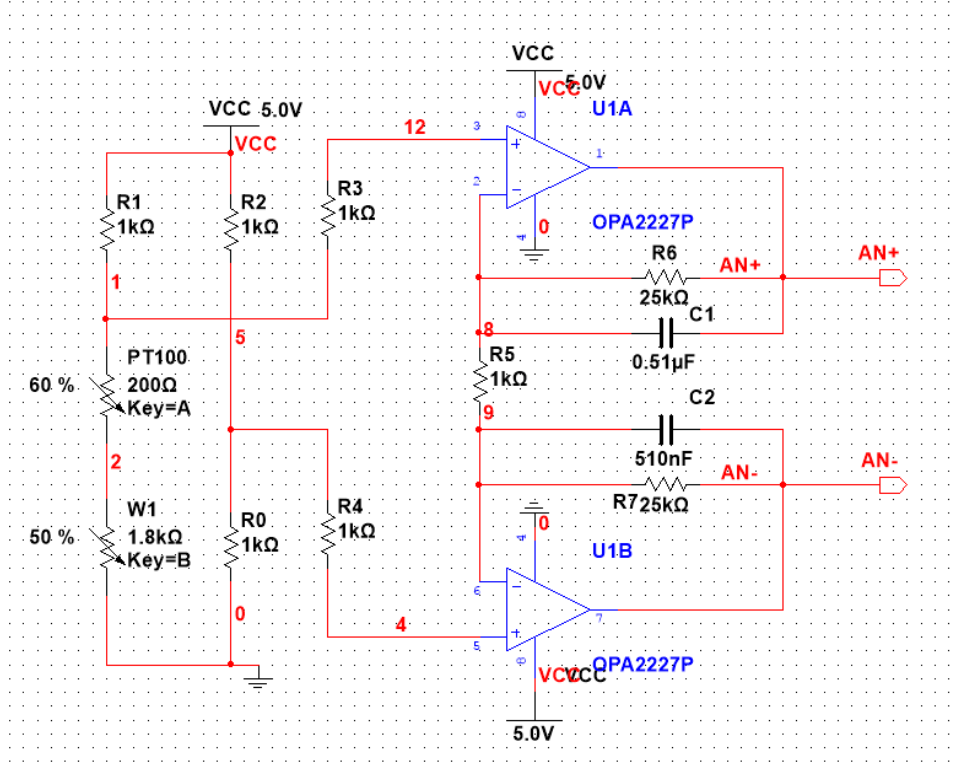 VCC
5.0V
VCC
U1A
VCC 5.0V
VCC
12
3
8
+
1
2
−
R1
1kΩ
R2
1kΩ
R3
1kΩ
4
0
OPA2227P
R6
AN+
AN+
25kΩ
1
C1
8
5
R5
1kΩ
0.51µF
PT100
60 %
200Ω
Key=A
9
C2
510nF
2
AN-
AN-
R7
25kΩ
W1
50 %
1.8kΩ
Key=B
R0
1kΩ
R4
1kΩ
0
4
U1B
6
−
7
0
4
5
+
8
OPA2227P
VCC
VCC
5.0V